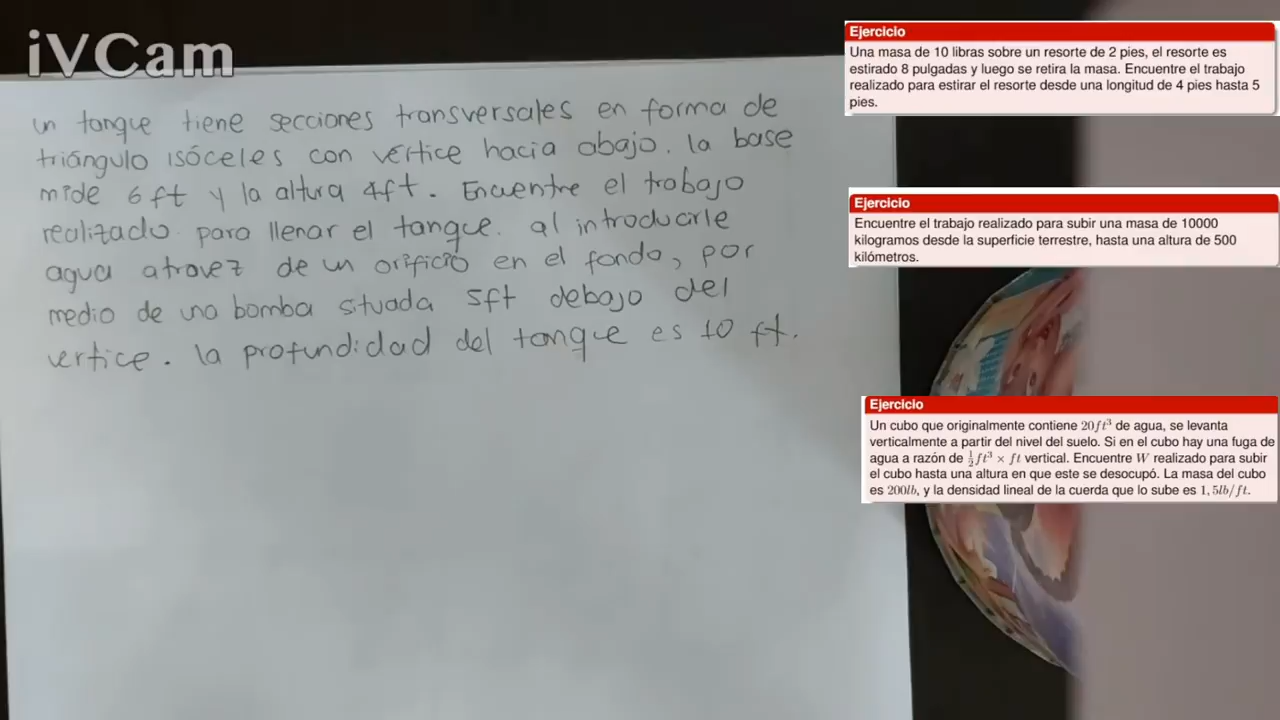 iVCam
un tanque tiene secciones transversales en forma de
triángulo isóceles con vértice hacia abajo. la base
mide 6ft y la altura 4ft. Encuentre el trabajo
realizado para llenar el tanque. al introducirle
agua atravez de un orificio en el fondo, por
medio de una bomba situada 5ft debajo del
vertice. la profundidad del tanque es 10 ft.
Ejercicio
Una masa de 10 libras sobre un resorte de 2 pies, el resorte es
estirado 8 pulgadas y luego se retira la masa. Encuentre el trabajo
realizado para estirar el resorte desde una longitud de 4 pies hasta 5
pies.
Ejercicio
Encuentre el trabajo realizado para subir una masa de 10000
kilogramos desde la superficie terrestre, hasta una altura de 500
kilómetros.
Ejercicio
Un cubo que originalmente contiene 20ft³ de agua, se levanta
verticalmente a partir del nivel del suelo. Si en el cubo hay una fuga de
agua a razón de ½ft³ × ft vertical. Encuentre W realizado para subir
el cubo hasta una altura en que este se desocupó. La masa del cubo
es 200lb, y la densidad lineal de la cuerda que lo sube es 1, 5lb/ft.